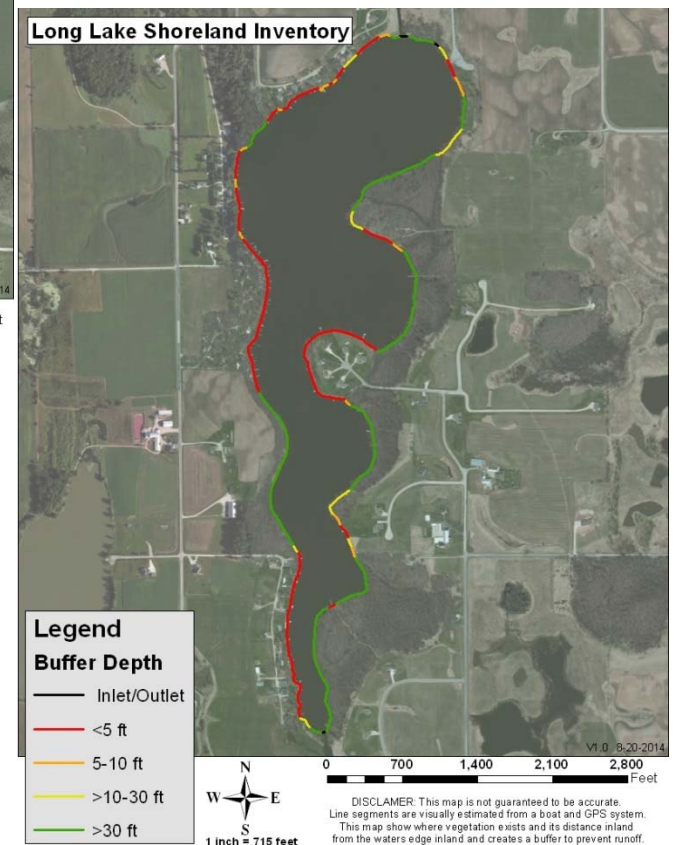 Long Lake Shoreland Inventory
14
t
Legend
Buffer Depth
Inlet/Outlet
<5 ft
5-10 ft
>10-30 ft
>30 ft
V1.0 8-20-2014
N
W E
S
1 inch = 715 feet
0 700 1,400 2,100 2,800
Feet
DISCLAMER: This map is not guaranteed to be accurate.
Line segments are visually estimated from a boat and GPS system.
This map show where vegetation exists and its distance inland
from the waters edge inland and creates a buffer to prevent runoff.